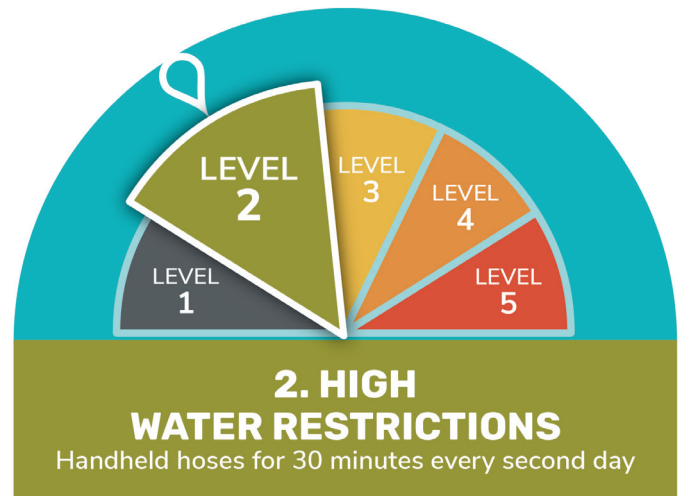 LEVEL
2
LEVEL
3
LEVEL
4
LEVEL
1
LEVEL
5
2. HIGH
WATER RESTRICTIONS
Handheld hoses for 30 minutes every second day